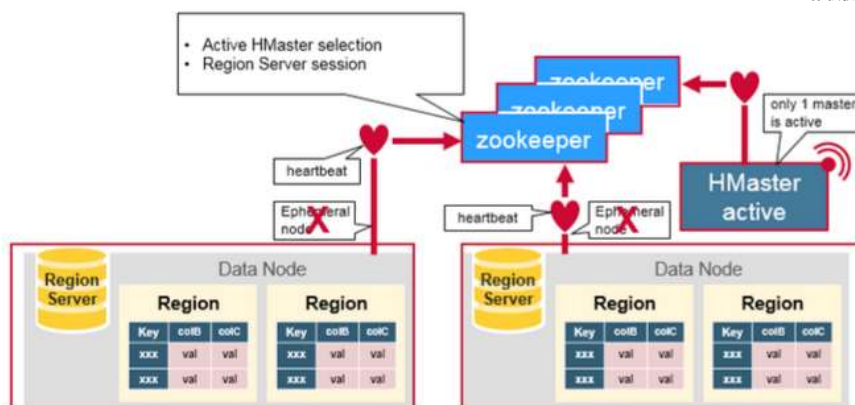 • Active HMaster selection
• Region Server session
zookeeper
zookeeper
zookeeper
only 1 master
is active
HMaster
active
heartbeat
Ephemeral
node
X
heartbeat
Ephemeral
node
X
Region
Server
Data Node
Region
Key colB colC
xxx val val
xxx val val
Region
Key colB colC
xxx val val
xxx val val
Region
Server
Data Node
Region
Key colB colC
xxx val val
xxx val val
Region
Key colB colC
xxx val val
xxx val val